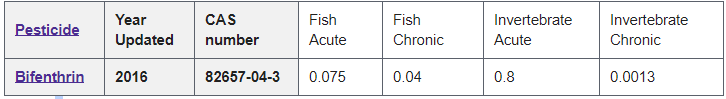 Pesticide Year Updated CAS number Fish Acute Fish Chronic Invertebrate Acute Invertebrate Chronic
Bifenthrin 2016 82657-04-3 0.075 0.04 0.8 0.0013